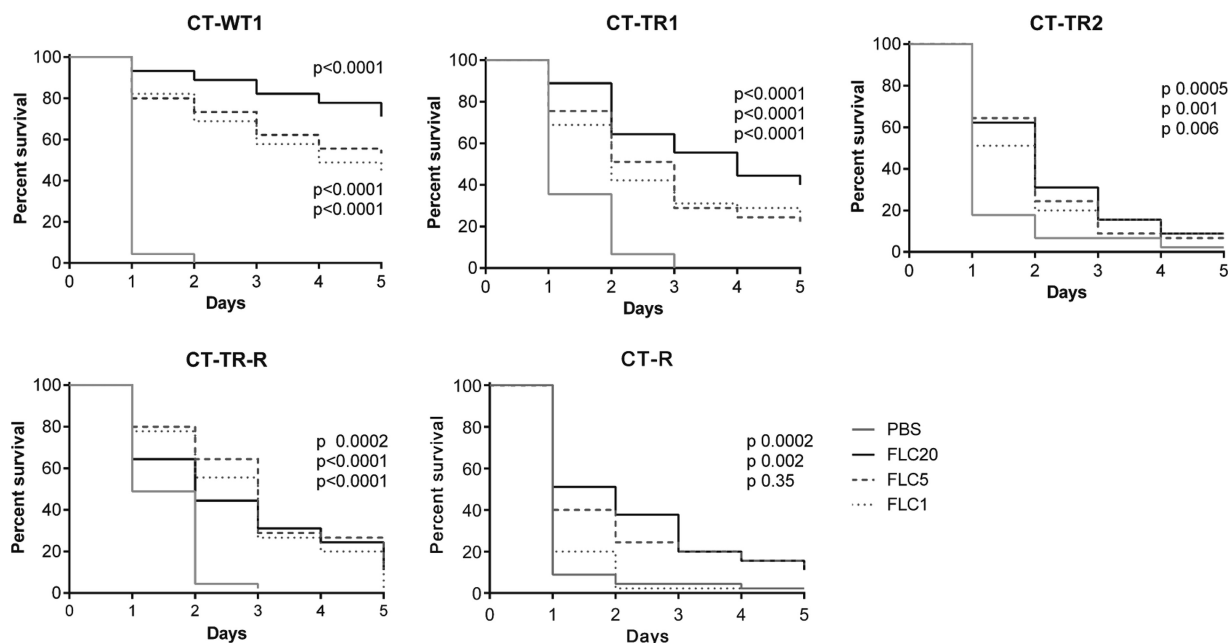 CT-WT1
Percent survival
100
80
60
40
20
0
p<0.0001
p<0.0001
p<0.0001
0 1 2 3 4 5
Days
CT-TR1
Percent survival
100
80
60
40
20
0
p<0.0001
p<0.0001
p<0.0001
0 1 2 3 4 5
Days
CT-TR2
Percent survival
100
80
60
40
20
0
p 0.0005
p 0.001
p 0.006
0 1 2 3 4 5
Days
CT-TR-R
Percent survival
100
80
60
40
20
0
p 0.0002
p<0.0001
p<0.0001
0 1 2 3 4 5
Days
CT-R
Percent survival
100
80
60
40
20
0
p 0.0002
p 0.002
p 0.35
0 1 2 3 4 5
Days
PBS
FLC20
FLC5
FLC1